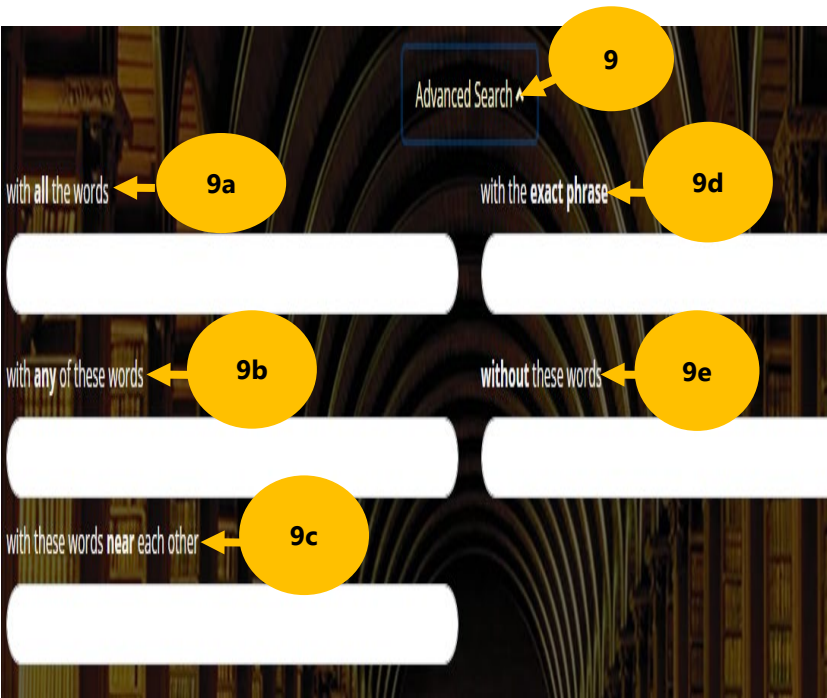 9
Advanced Search
with all the words
9a
with the exact phrase
9d
with any of these words
9b
without these words
9e
with these words near each other
9c